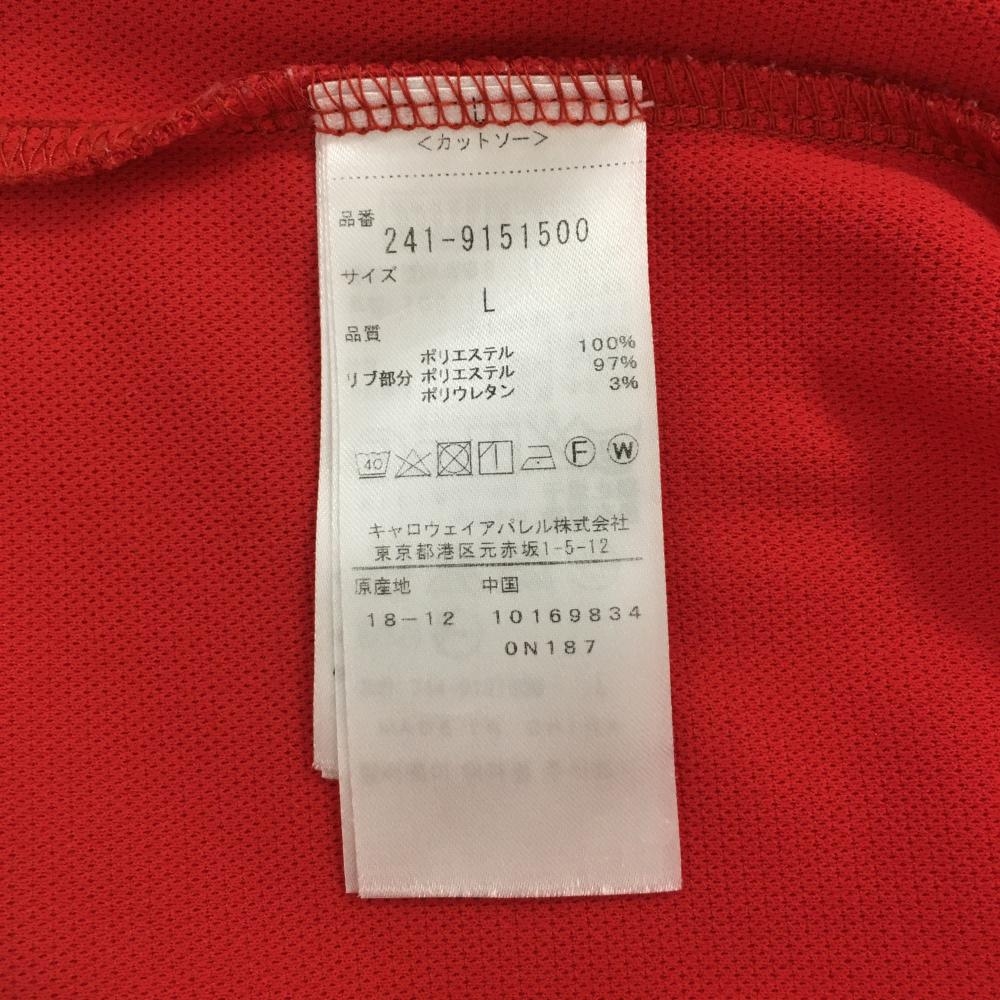 <カットソー>
品番
241-9151500
サイズ
L
品質
ポリエステル 100%
リブ部分 ポリエステル 97%
ポリウレタン 3%
40 F W
キャロウェイアパレル株式会社
東京都港区元赤坂1-5-12
原産地 中国
18-12 10169834
0N187